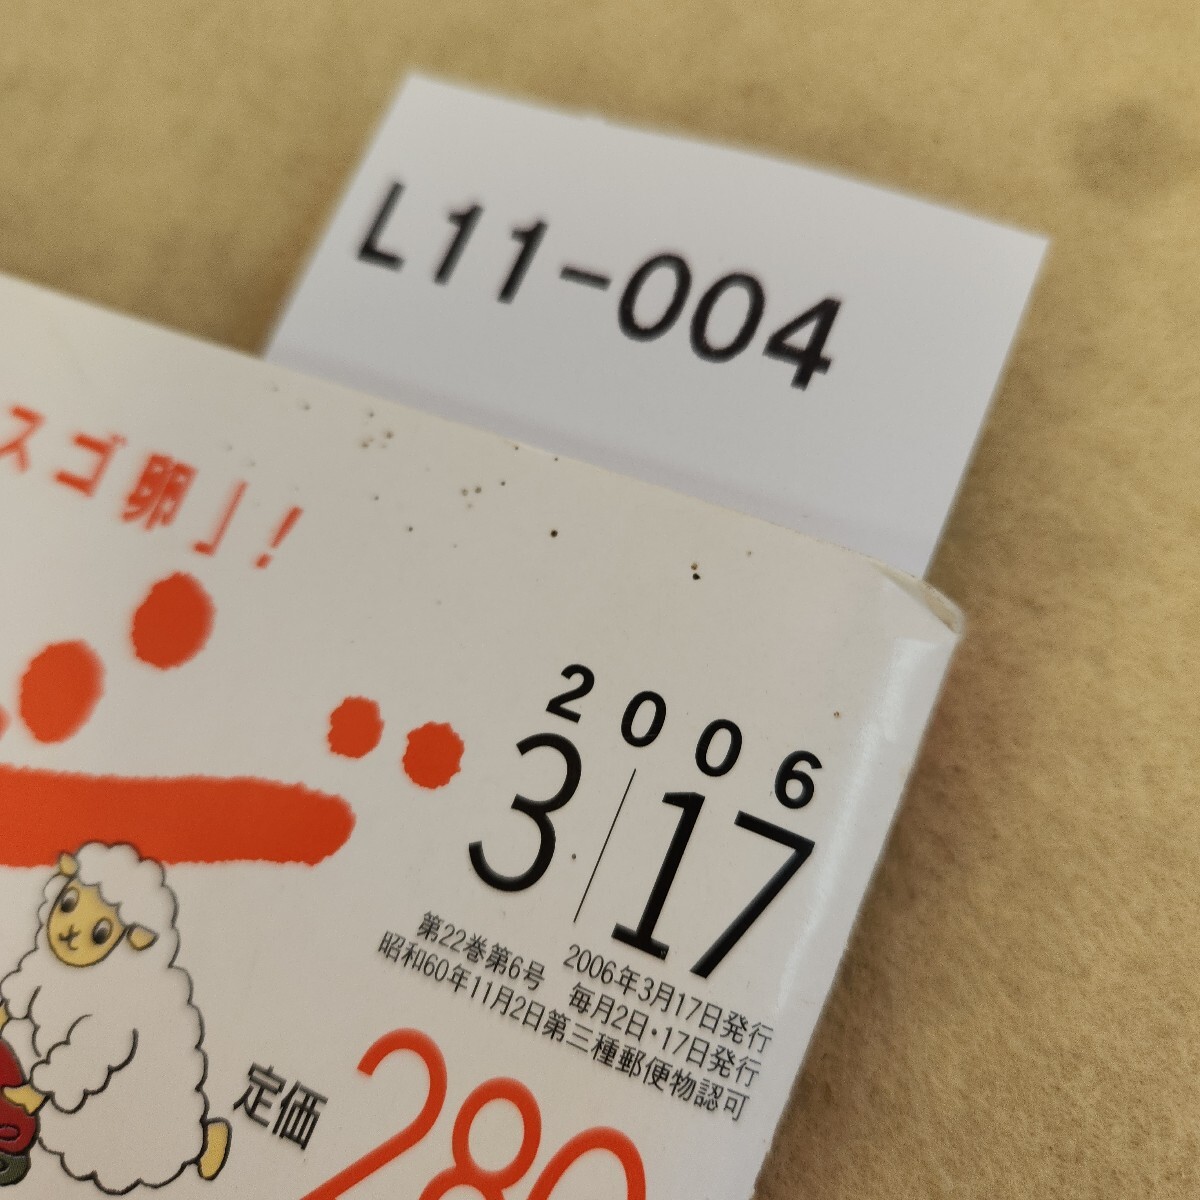 L11-004
スゴ卵」!
2006
3/17
2006年3月17日発行
第22巻第6号 毎月2日・17日発行
昭和60年11月2日第三種郵便物認可
定価 280